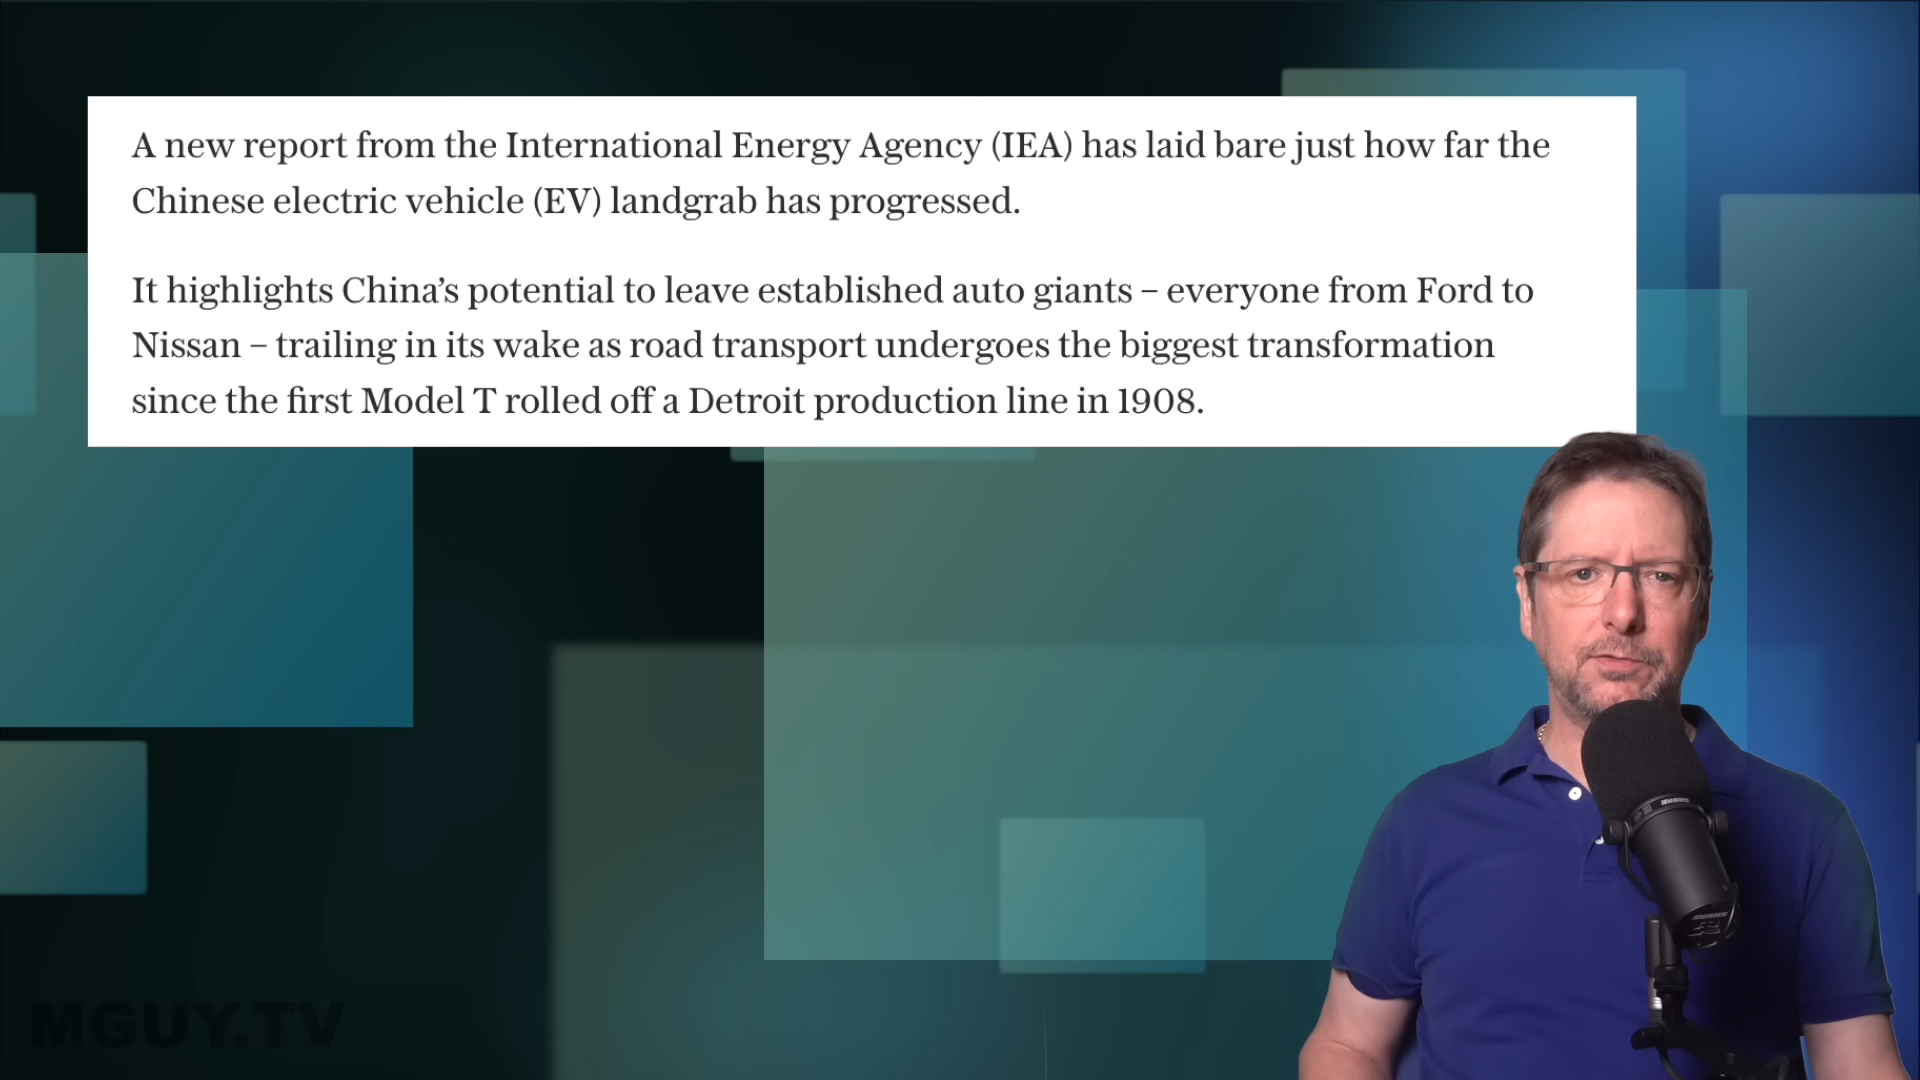 A new report from the International Energy Agency (IEA) has laid bare just how far the
Chinese electric vehicle (EV) landgrab has progressed.
It highlights China’s potential to leave established auto giants – everyone from Ford to
Nissan – trailing in its wake as road transport undergoes the biggest transformation
since the first Model T rolled off a Detroit production line in 1908.
MGUY.TV